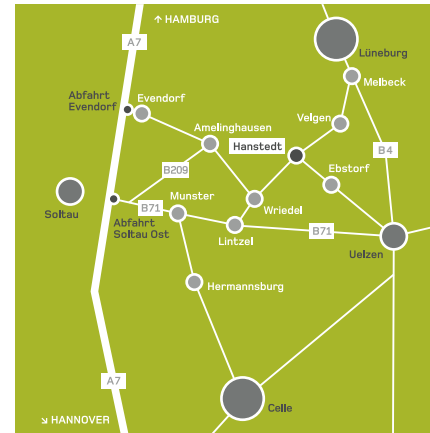 ↑ HAMBURG
A7
Lüneburg
Melbeck
Abfahrt
Evendorf
Evendorf
Amelinghausen
Velgen
Hanstedt
B4
B209
Ebstorf
Soltau
Munster
Wriedel
B71
Abfahrt
Soltau Ost
Lintzel
B71
Uelzen
Hermannsburg
A7
Celle
↘ HANNOVER